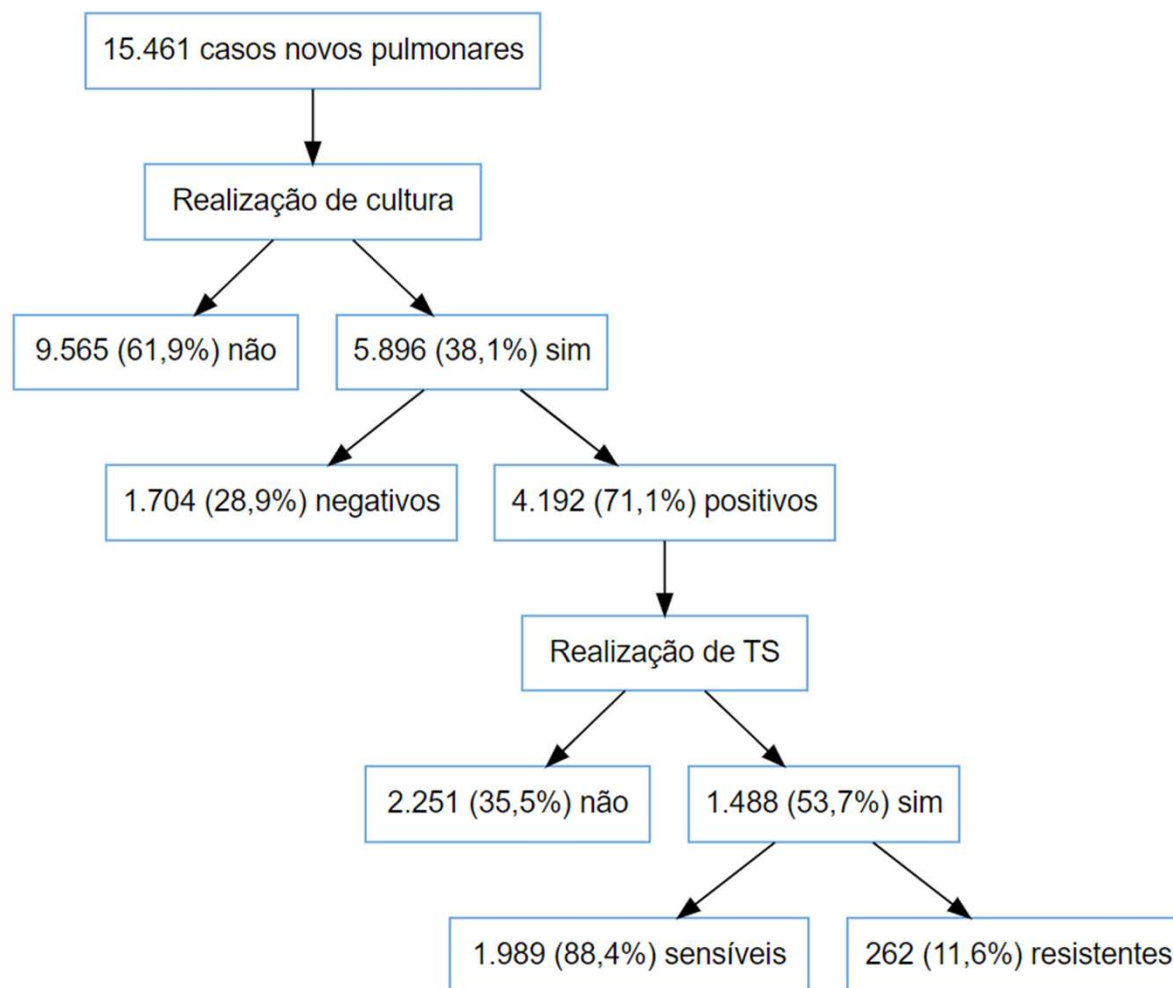 15.461 casos novos pulmonares
Realização de cultura
9.565 (61,9%) não
5.896 (38,1%) sim
1.704 (28,9%) negativos
4.192 (71,1%) positivos
Realização de TS
2.251 (35,5%) não
1.488 (53,7%) sim
1.989 (88,4%) sensíveis
262 (11,6%) resistentes